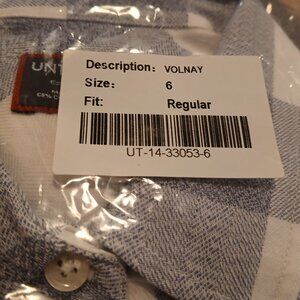 Description: VOLNAY
Size: 6
Fit: Regular
UT-14-33053-6